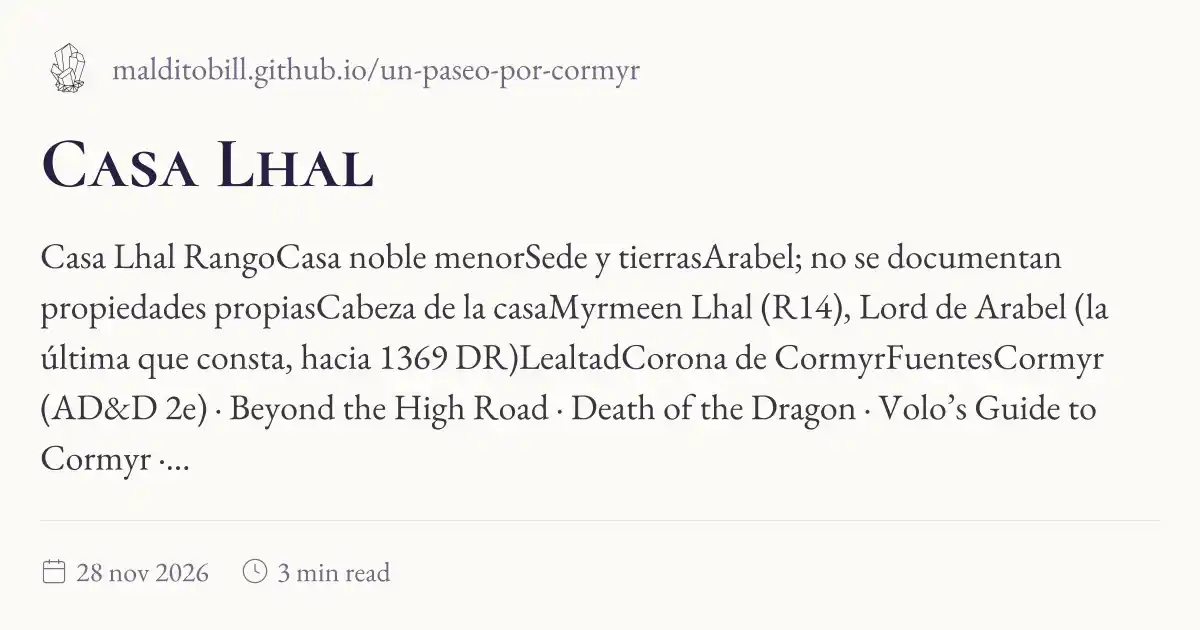 malditobill.github.io/un-paseo-por-cormyr
Casa Lhal
Casa Lhal RangoCasa noble menorSede y tierrasArabel; no se documentan
propiedades propiasCabeza de la casaMyrmeen Lhal (R14), Lord de Arabel (la
última que consta, hacia 1369 DR)LealtadCorona de CormyrFuentesCormyr
(AD&D 2e) · Beyond the High Road · Death of the Dragon · Volo’s Guide to
Cormyr ·...
28 nov 2026
3 min read